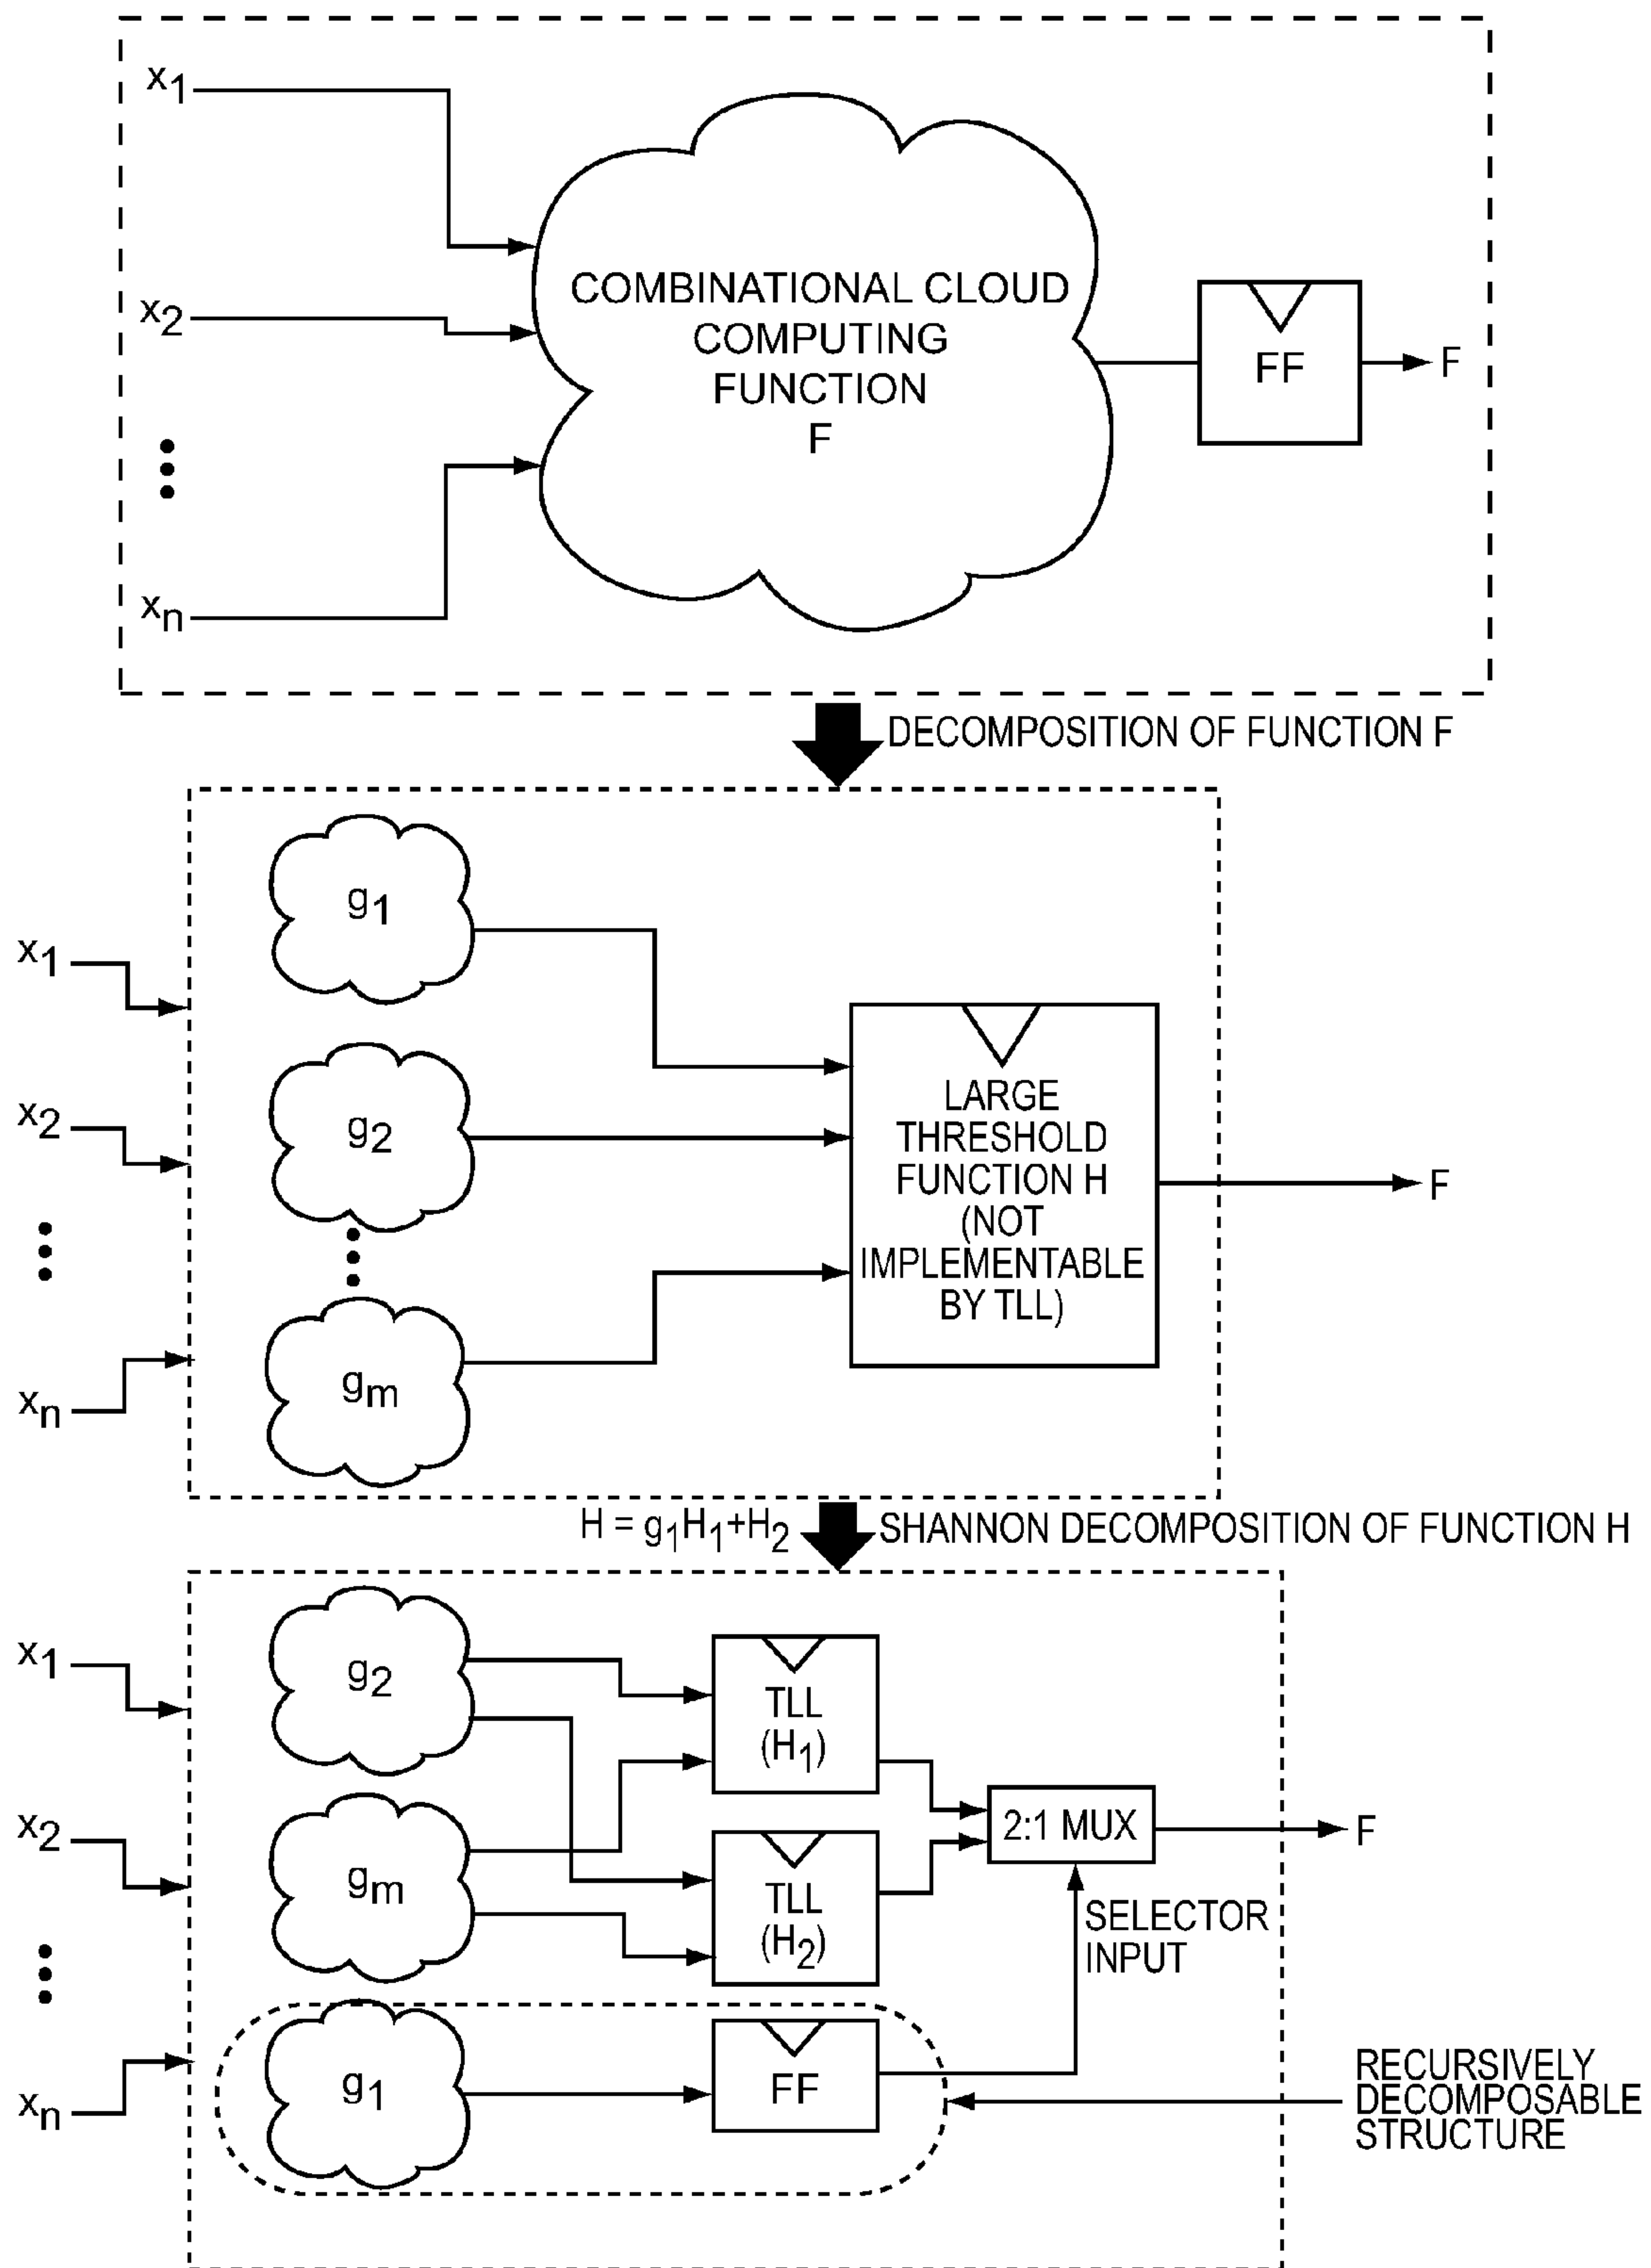 x1
x2
xn
COMBINATIONAL CLOUD
COMPUTING
FUNCTION
F
FF
F
DECOMPOSITION OF FUNCTION F
g1
x1
x2
g2
xn
gm
LARGE
THRESHOLD
FUNCTION H
(NOT
IMPLEMENTABLE
BY TLL)
F
H = g1H1+H2
SHANNON DECOMPOSITION OF FUNCTION H
x1
x2
xn
g2
gm
g1
TLL
(H1)
TLL
(H2)
FF
2:1 MUX
F
SELECTOR
INPUT
RECURSIVELY
DECOMPOSABLE
STRUCTURE